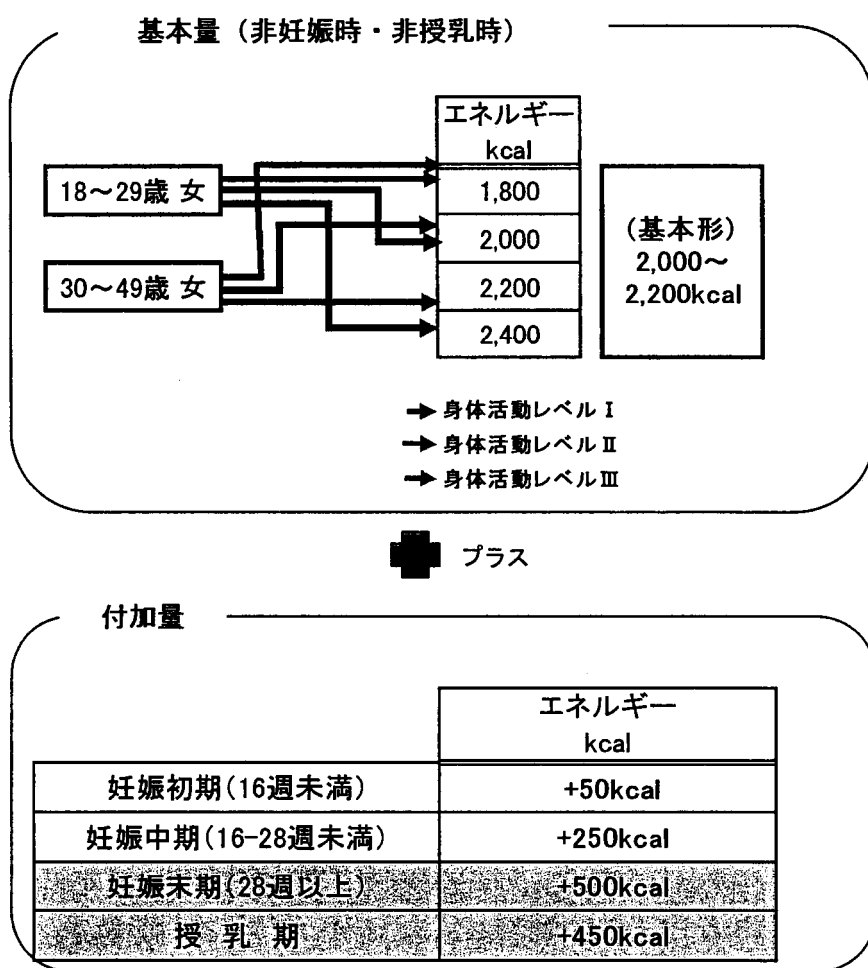 基本量（非妊娠時・非授乳時）
エネルギー
kcal
18～29歳 女
1,800
2,000
30～49歳 女
2,200
2,400
(基本形)
2,000～
2,200kcal
身体活動レベルⅠ
身体活動レベルⅡ
身体活動レベルⅢ
プラス
付加量
エネルギー
kcal
妊娠初期(16週未満) +50kcal
妊娠中期(16-28週未満) +250kcal
妊娠末期(28週以上) +500kcal
授 乳 期 +450kcal